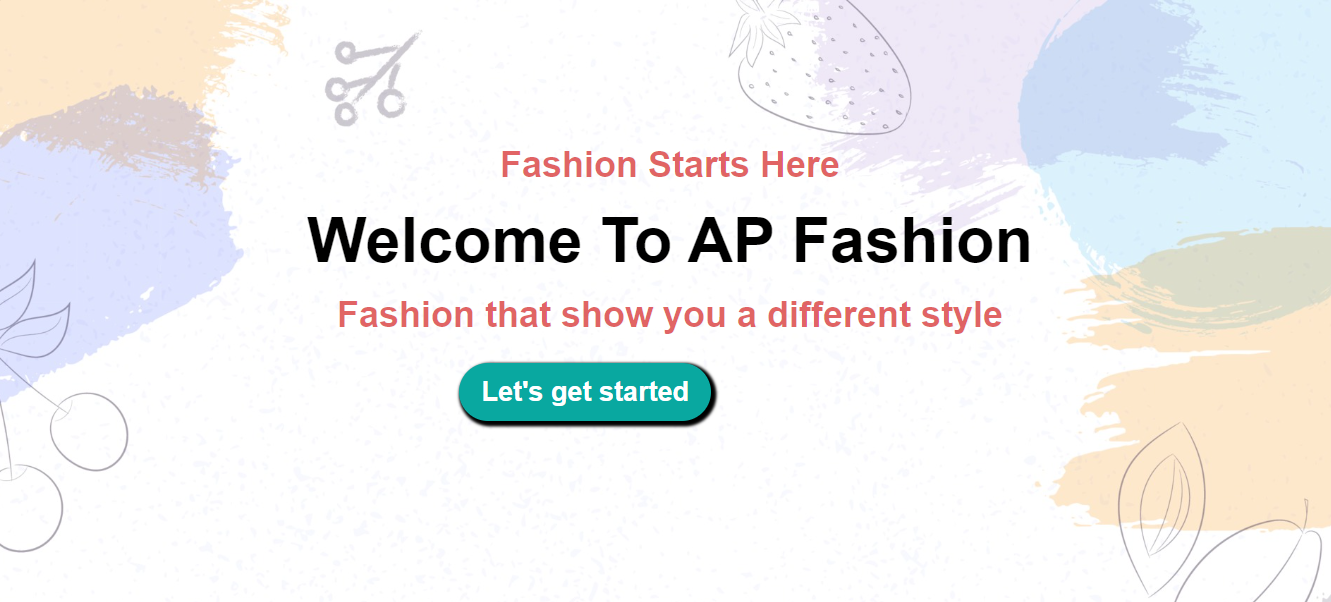 Fashion Starts Here
Welcome To AP Fashion
Fashion that show you a different style
Let's get started